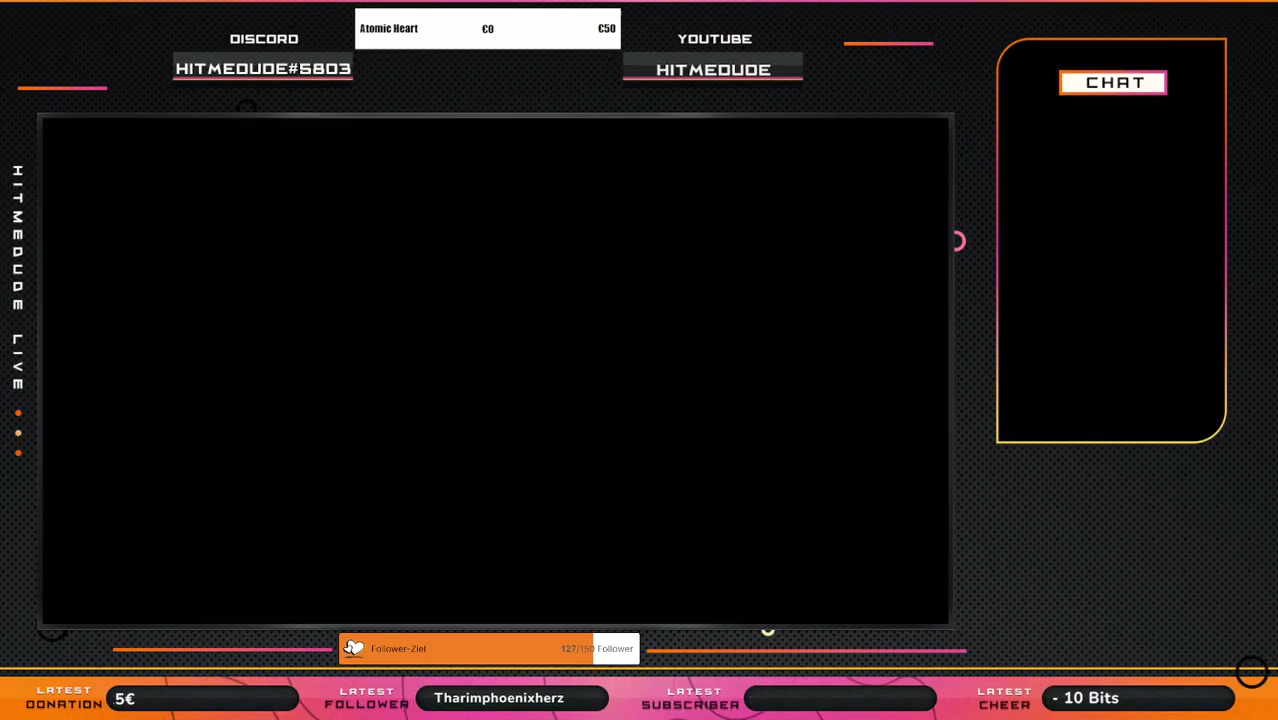 Atomic Heart €0 €50
DISCORD
HITMEDUDE#5803
YOUTUBE
HITMEDUDE
CHAT
HITMEDUDE LIVE
Follower-Ziel 127/150 Follower
LATEST DONATION
5€
LATEST FOLLOWER
Tharimphoenixherz
LATEST SUBSCRIBER
LATEST CHEER
- 10 Bits